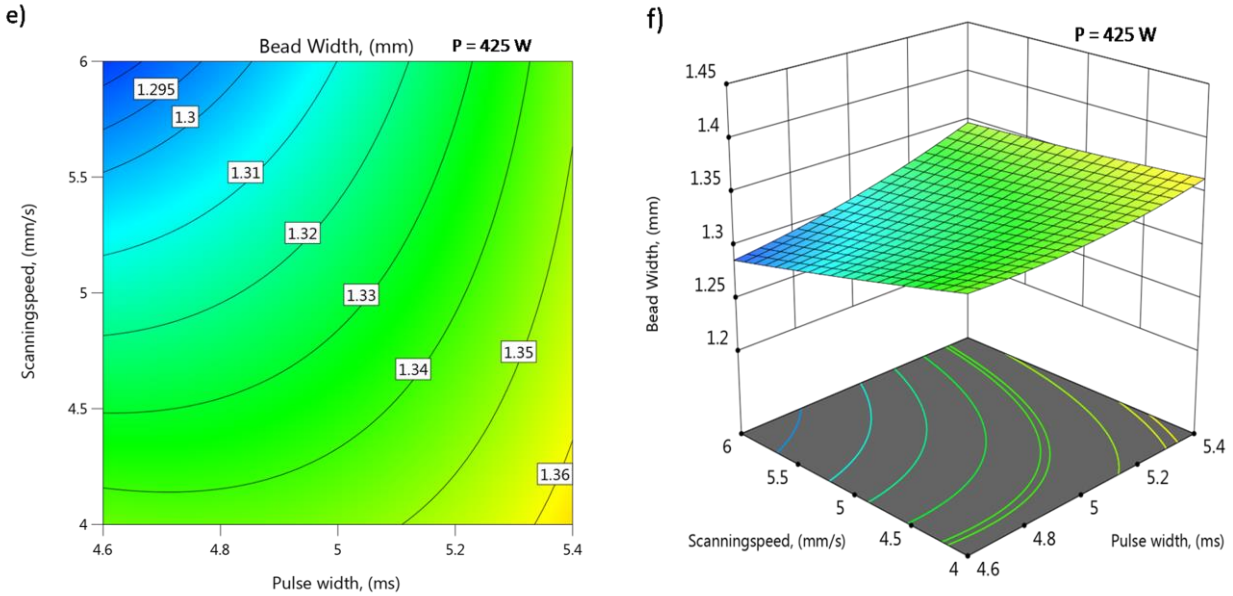 e)
Bead Width, (mm) P = 425 W
6
5.5
5
4.5
4
Scanningspeed, (mm/s)
1.295
1.3
1.31
1.32
1.33
1.34
1.35
1.36
4.6 4.8 5 5.2 5.4
Pulse width, (ms)
f)
P = 425 W
1.45
1.4
1.35
1.3
1.25
1.2
Bead Width, (mm)
6
5.5
5
4.5
4
Scanningspeed, (mm/s)
4.6
4.8
5
5.2
5.4
Pulse width, (ms)